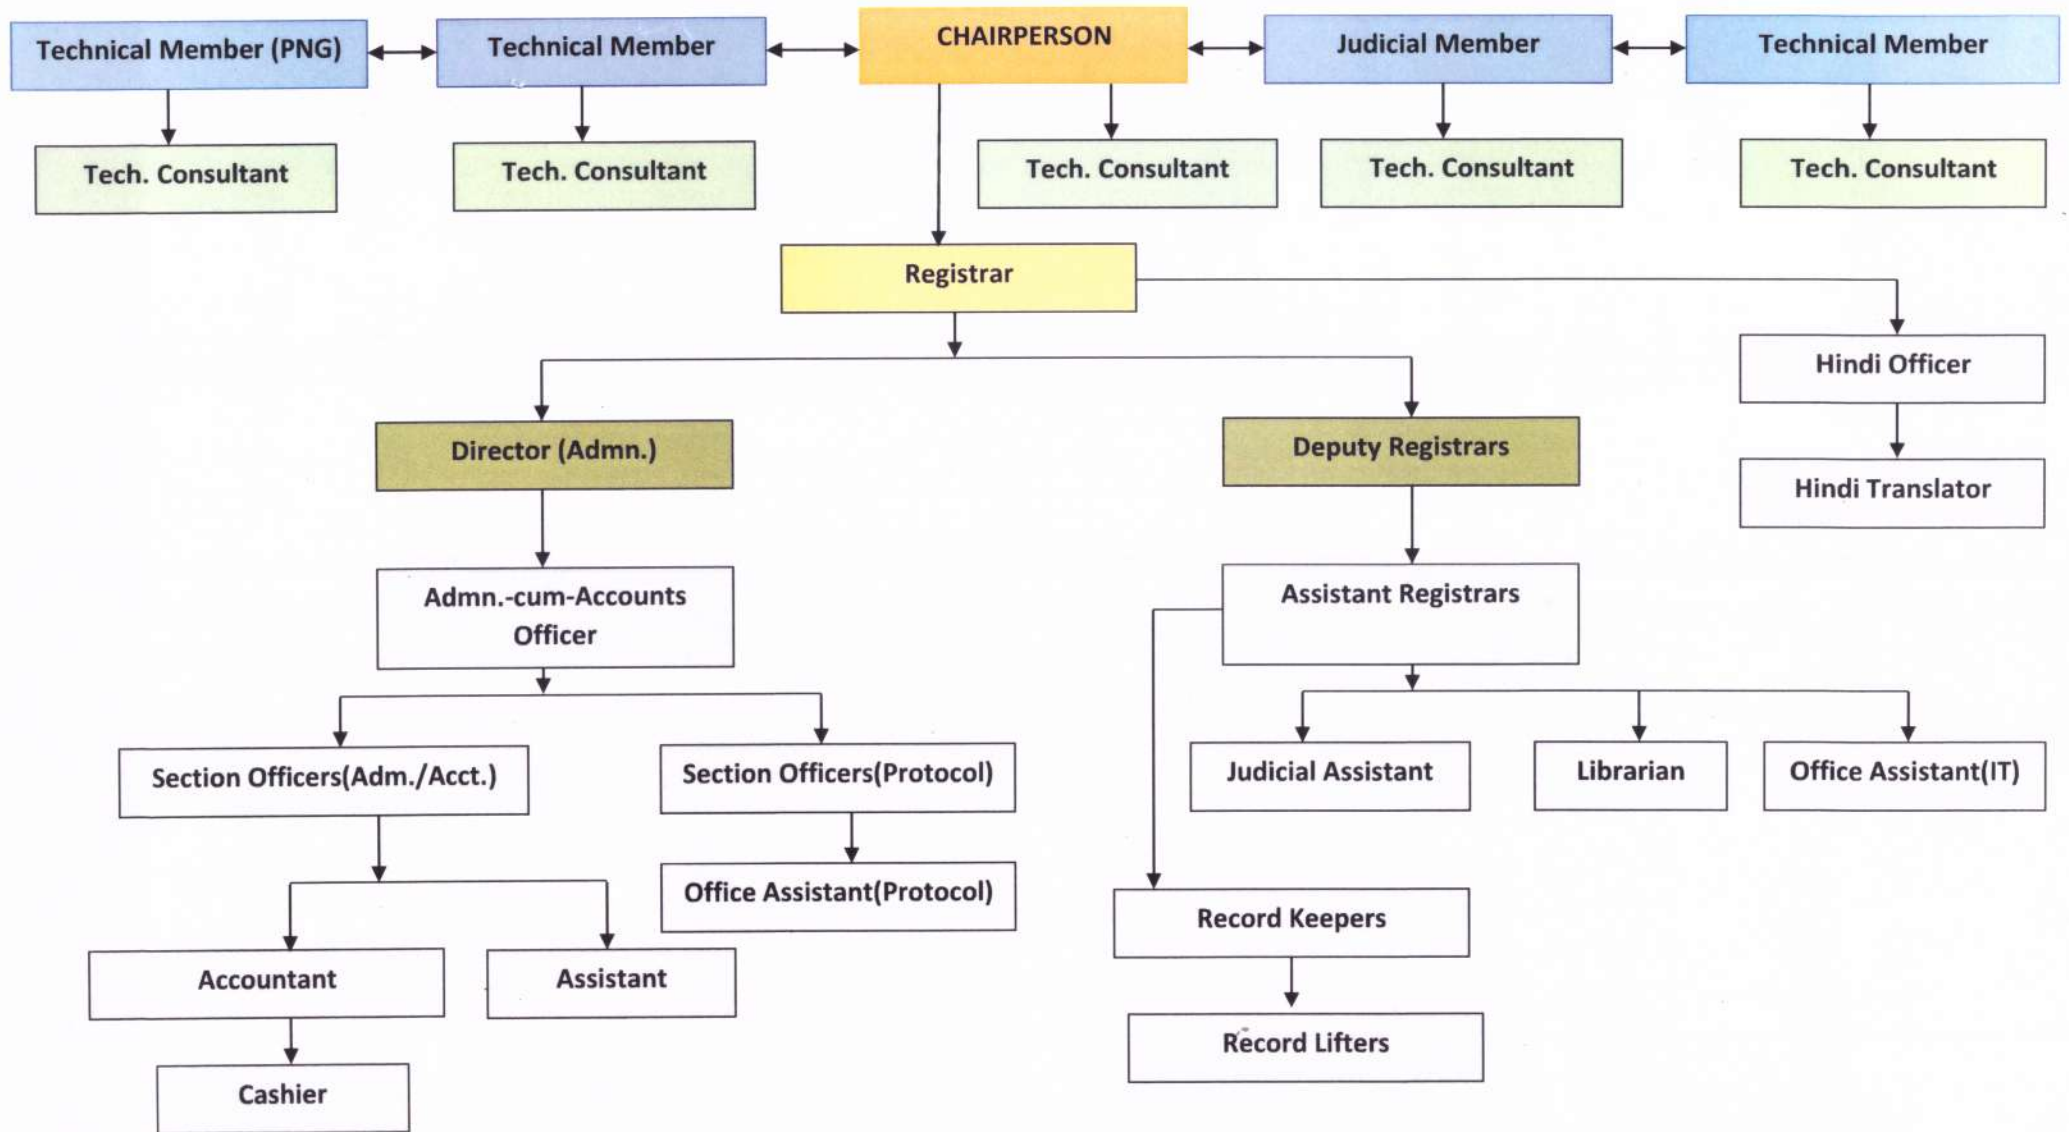 Technical Member (PNG)
Technical Member
CHAIRPERSON
Judicial Member
Technical Member
Tech. Consultant
Tech. Consultant
Tech. Consultant
Tech. Consultant
Tech. Consultant
Registrar
Hindi Officer
Director (Admn.)
Deputy Registrars
Hindi Translator
Admn.-cum-Accounts
Officer
Assistant Registrars
Section Officers(Adm./Acct.)
Section Officers(Protocol)
Judicial Assistant
Librarian
Office Assistant(IT)
Office Assistant(Protocol)
Record Keepers
Accountant
Assistant
Record Lifters
Cashier